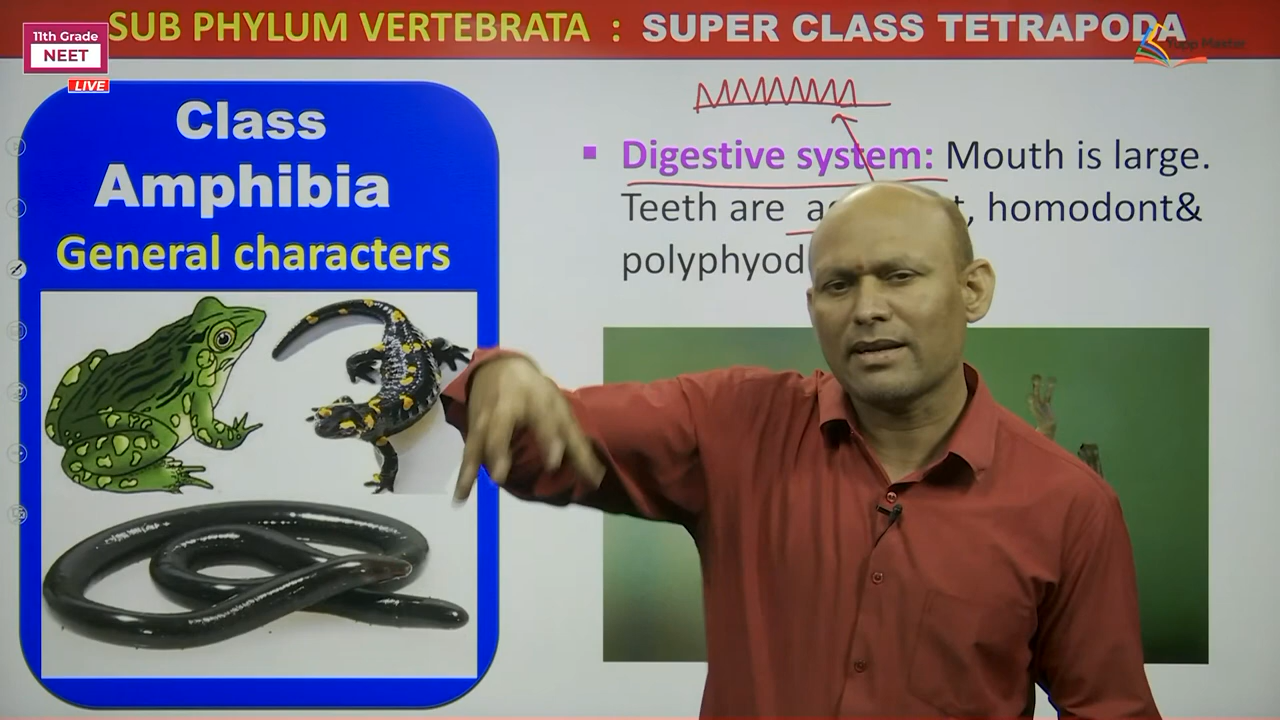 SUB PHYLUM VERTEBRATA : SUPER CLASS TETRAPODA
11th Grade
NEET
LIVE
Class
Amphibia
General characters
Digestive system: Mouth is large.
Teeth are , homodont&